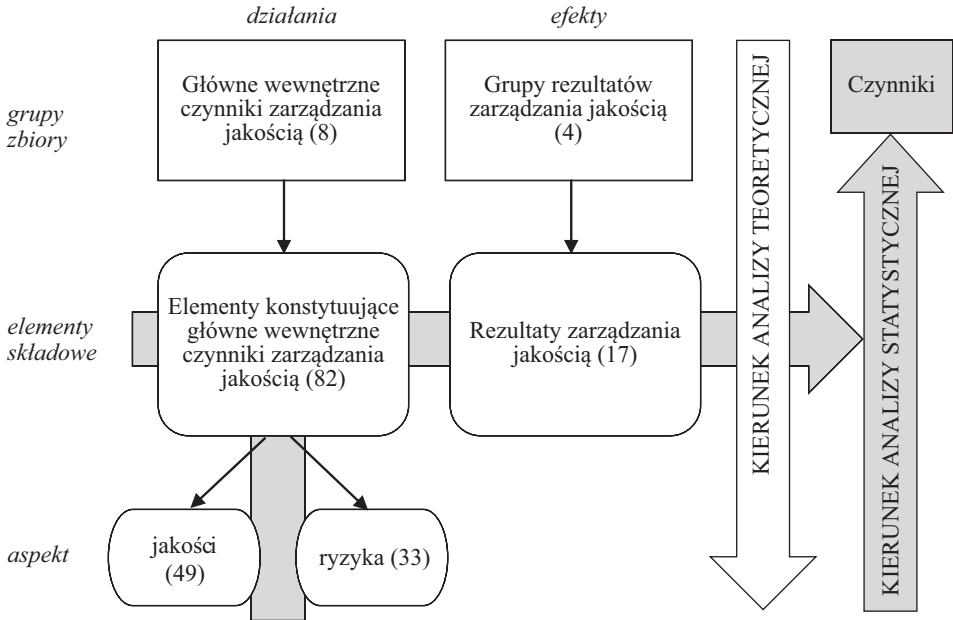 działania
efekty
grupy
zbiory
Główne wewnętrzne
czynniki zarządzania
jakością (8)
Grupy rezultatów
zarządzania jakością
(4)
Czynniki
elementy
składowe
Elementy konstytuujące
główne wewnętrzne
czynniki zarządzania
jakością (82)
Rezultaty zarządzania
jakością (17)
KIERUNEK ANALIZY TEORETYCZNEJ
KIERUNEK ANALIZY STATYSTYCZNEJ
aspekt
jakości
(49)
ryzyka (33)